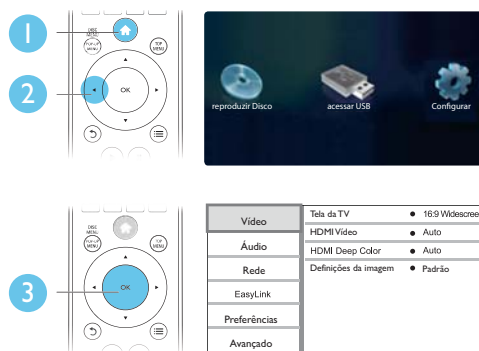 1
DISC MENU
POP-UP MENU
TOP MENU
2
OK
reproduzir Disco
acessar USB
Configurar
DISC MENU
POP-UP MENU
TOP MENU
3
OK
Vídeo
Áudio
Rede
EasyLink
Preferências
Avançado
Tela da TV ● 16:9 Widescree
HDMI Vídeo ● Auto
HDMI Deep Color ● Auto
Definições da imagem ● Padrão